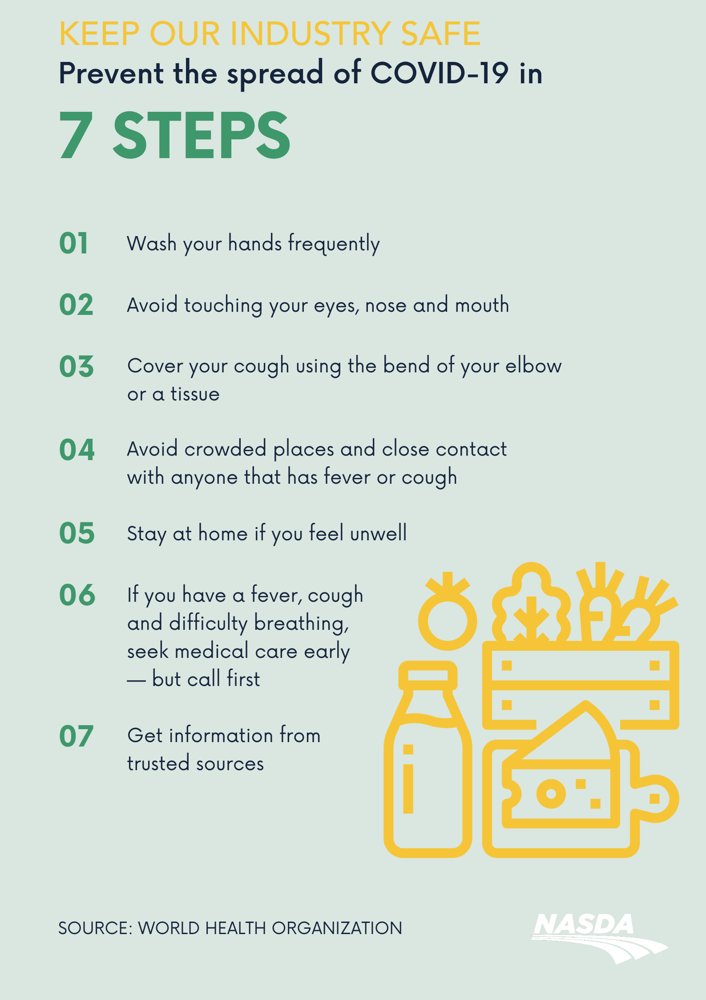 KEEP OUR INDUSTRY SAFE
Prevent the spread of COVID-19 in
7 STEPS
01 Wash your hands frequently
02 Avoid touching your eyes, nose and mouth
03 Cover your cough using the bend of your elbow
or a tissue
04 Avoid crowded places and close contact
with anyone that has fever or cough
05 Stay at home if you feel unwell
06 If you have a fever, cough
and difficulty breathing,
seek medical care early
— but call first
07 Get information from
trusted sources
SOURCE: WORLD HEALTH ORGANIZATION
NASDA